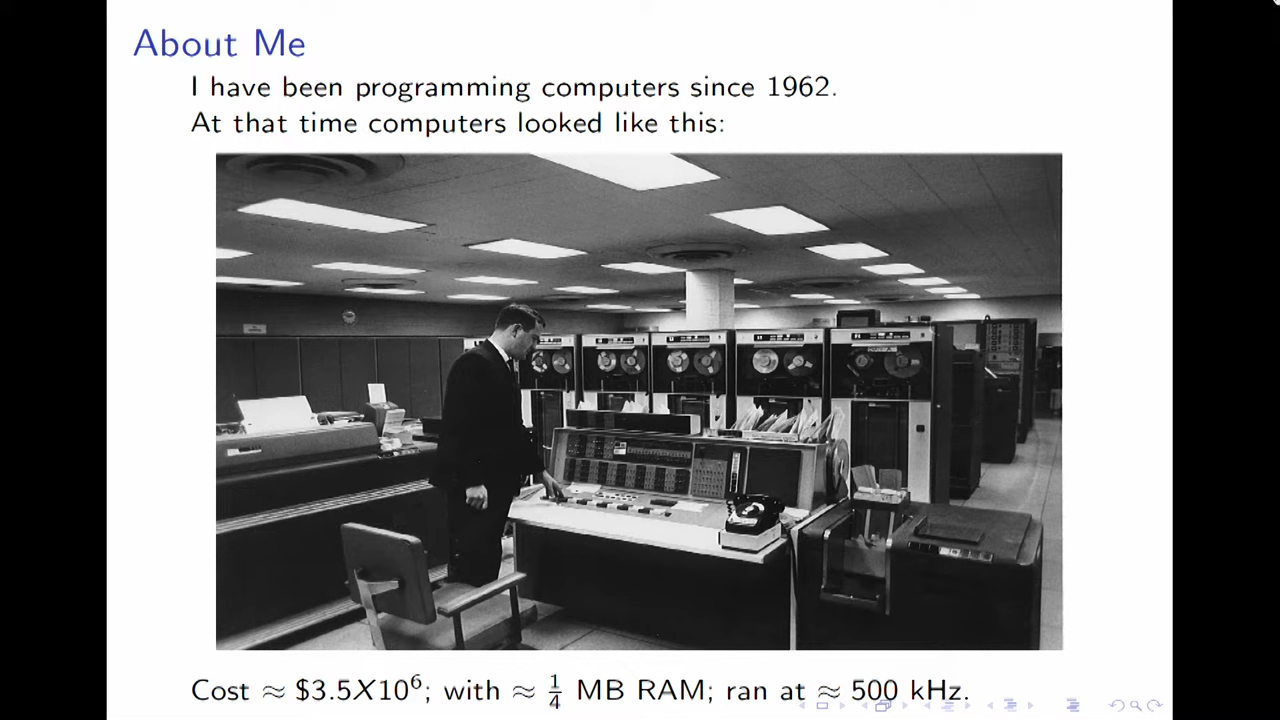 About Me
I have been programming computers since 1962.
At that time computers looked like this:
Cost ≈ $3.5X10⁶; with ≈ ¼ MB RAM; ran at ≈ 500 kHz.